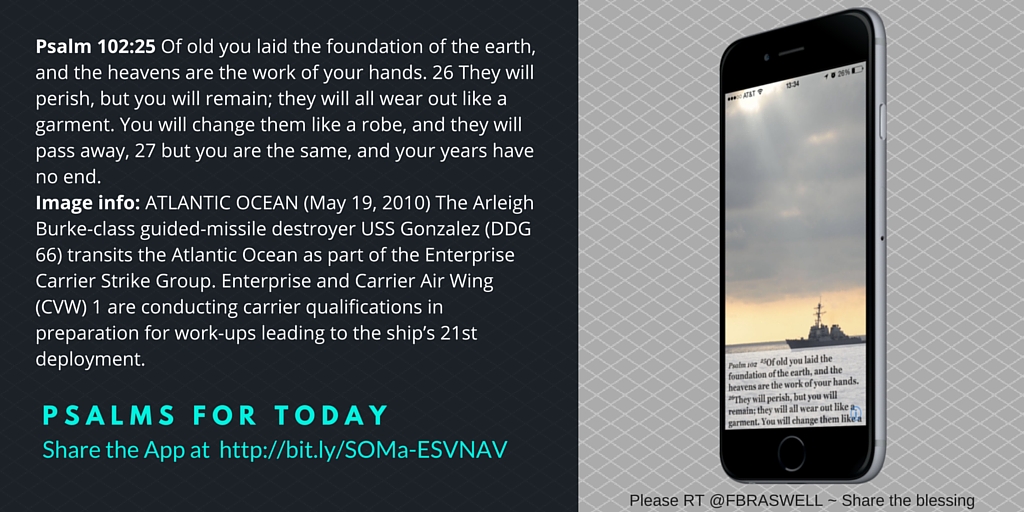 Psalm 102:25 Of old you laid the foundation of the earth,
and the heavens are the work of your hands. 26 They will
perish, but you will remain; they will all wear out like a
garment. You will change them like a robe, and they will
pass away, 27 but you are the same, and your years have
no end.
Image info: ATLANTIC OCEAN (May 19, 2010) The Arleigh
Burke-class guided-missile destroyer USS Gonzalez (DDG
66) transits the Atlantic Ocean as part of the Enterprise
Carrier Strike Group. Enterprise and Carrier Air Wing
(CVW) 1 are conducting carrier qualifications in
preparation for work-ups leading to the ship’s 21st
deployment.
PSALMS FOR TODAY
Share the App at http://bit.ly/SOMa-ESVNAV
AT&T 13:34 26%
Psalm 102 25Of old you laid the
foundation of the earth, and the
heavens are the work of your hands.
26They will perish, but you will
remain; they will all wear out like a
garment. You will change them like a
Please RT @FBRASWELL ~ Share the blessing